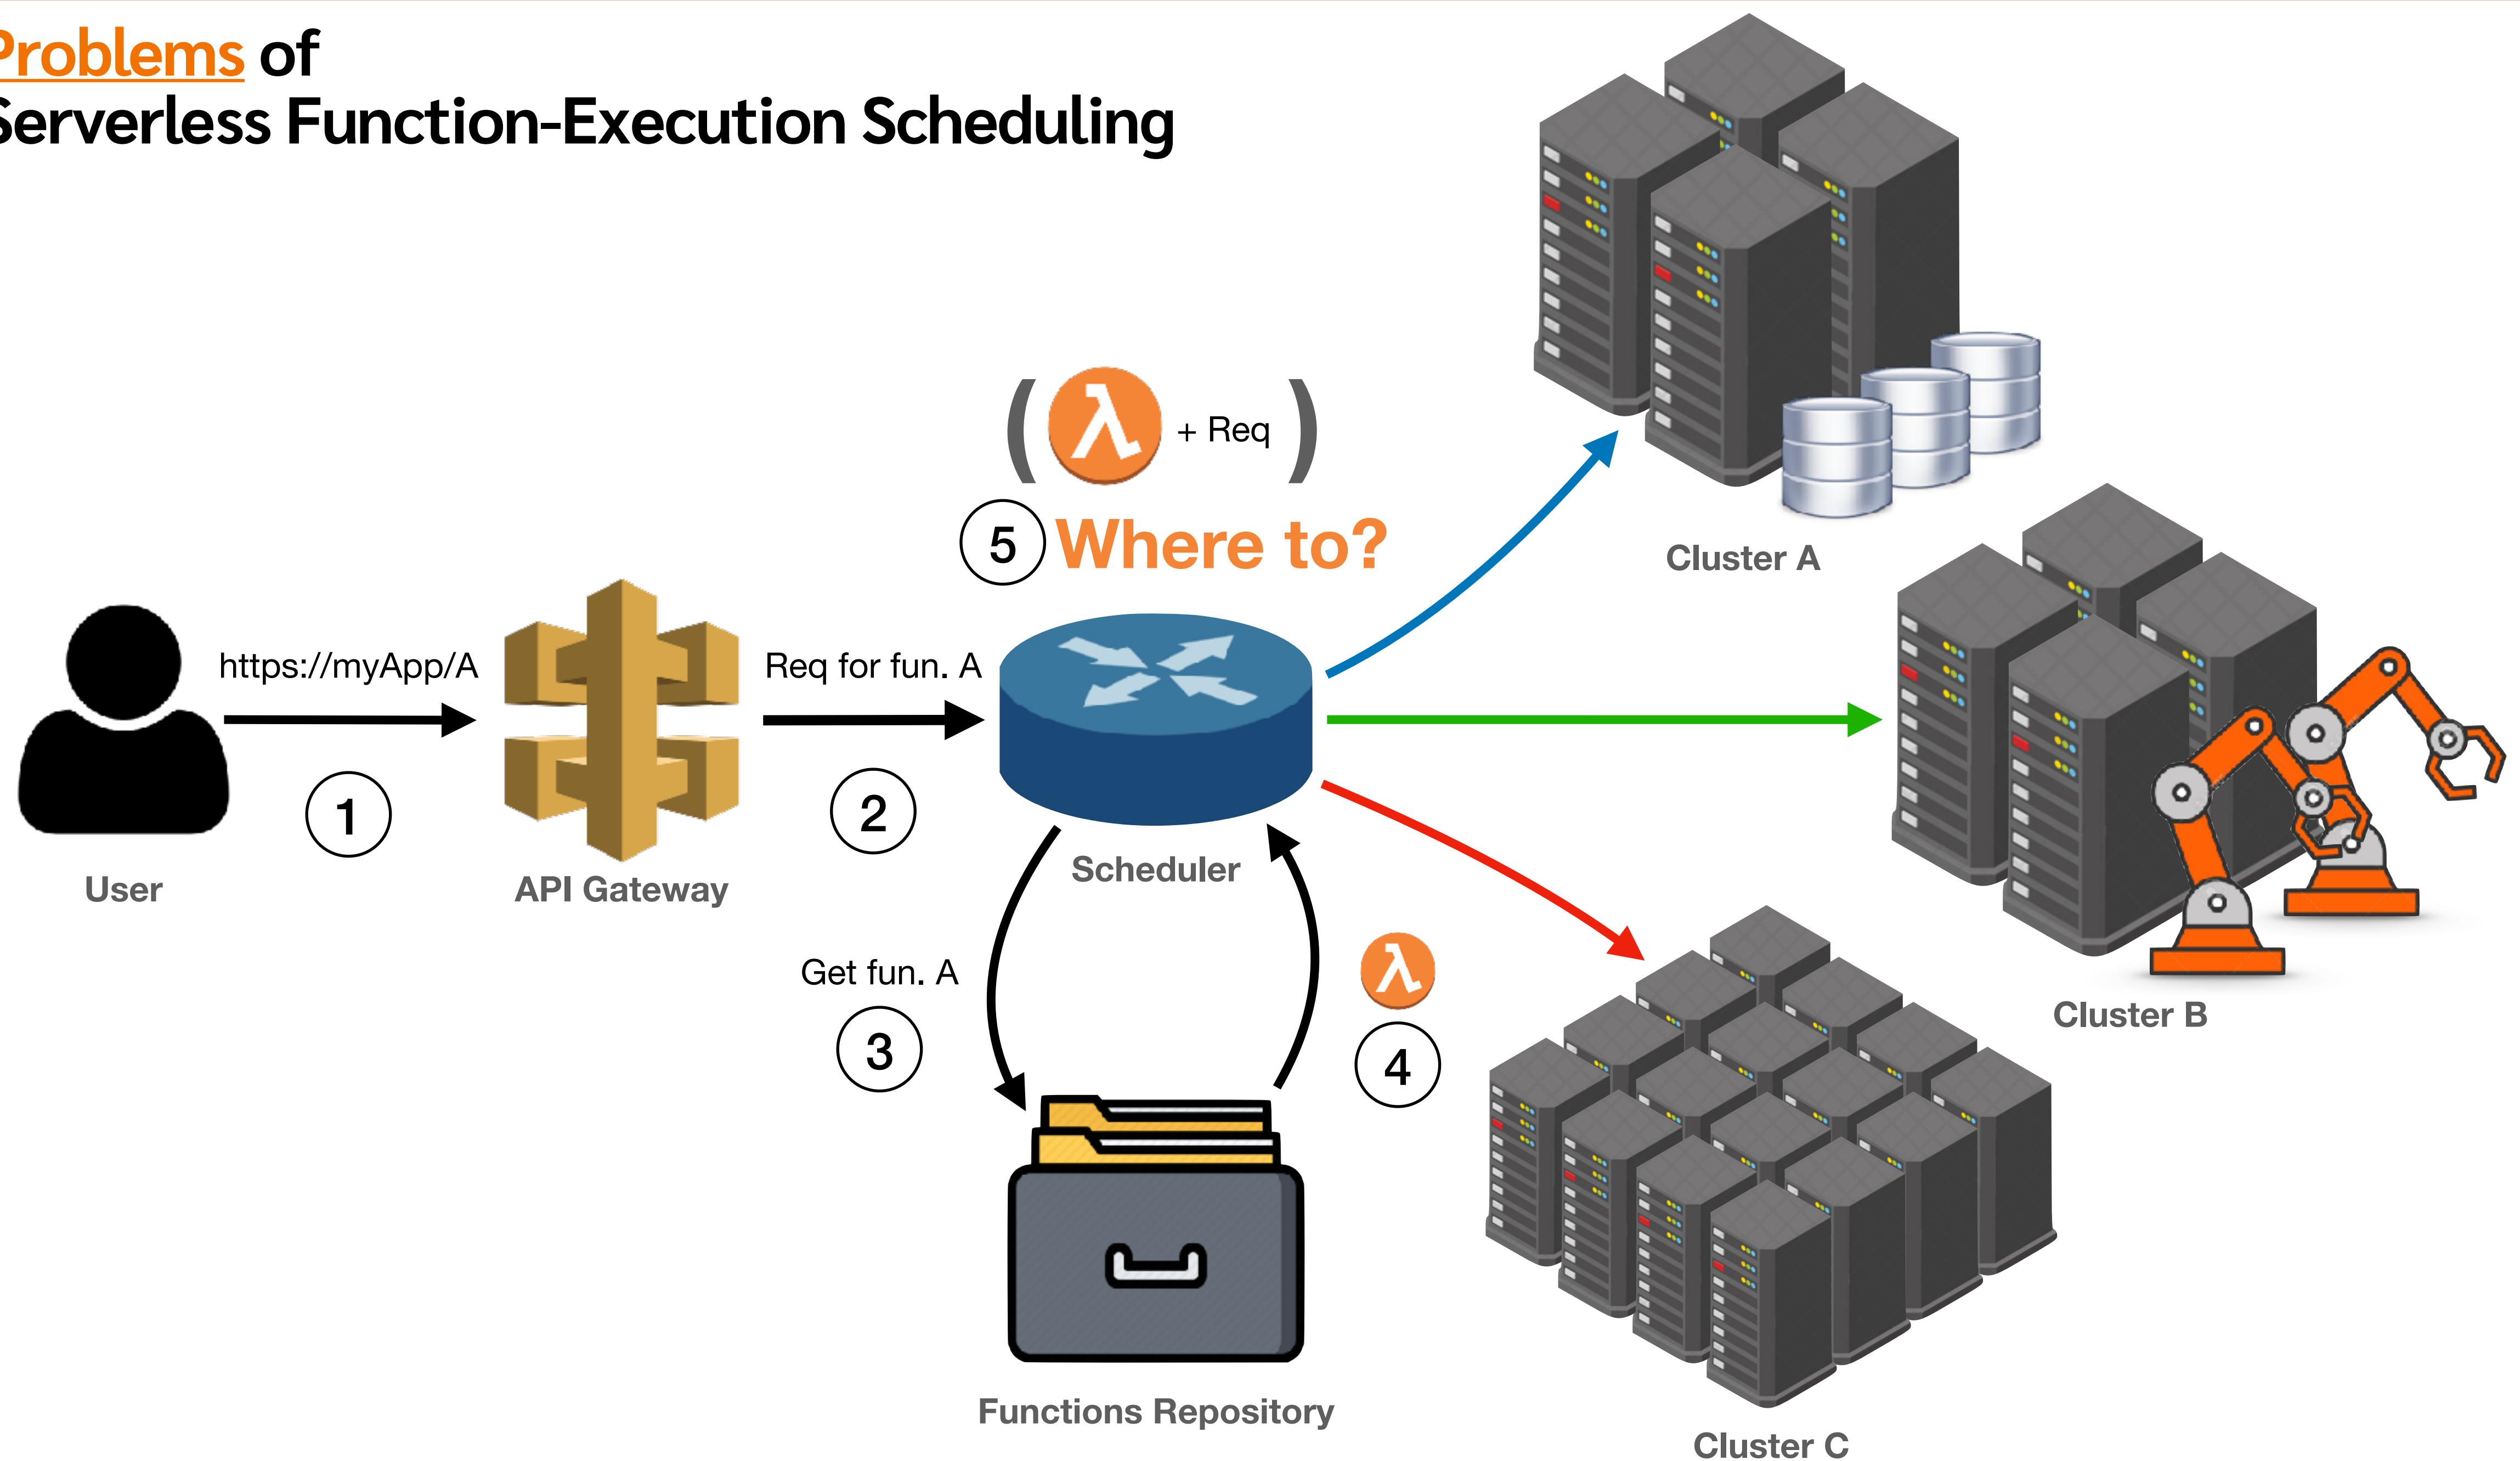 Problems of
Serverless Function-Execution Scheduling
( λ + Req )
5 Where to?
Cluster A
https://myApp/A
Req for fun. A
1
2
User
API Gateway
Scheduler
Get fun. A
3
λ
4
Cluster B
Functions Repository
Cluster C